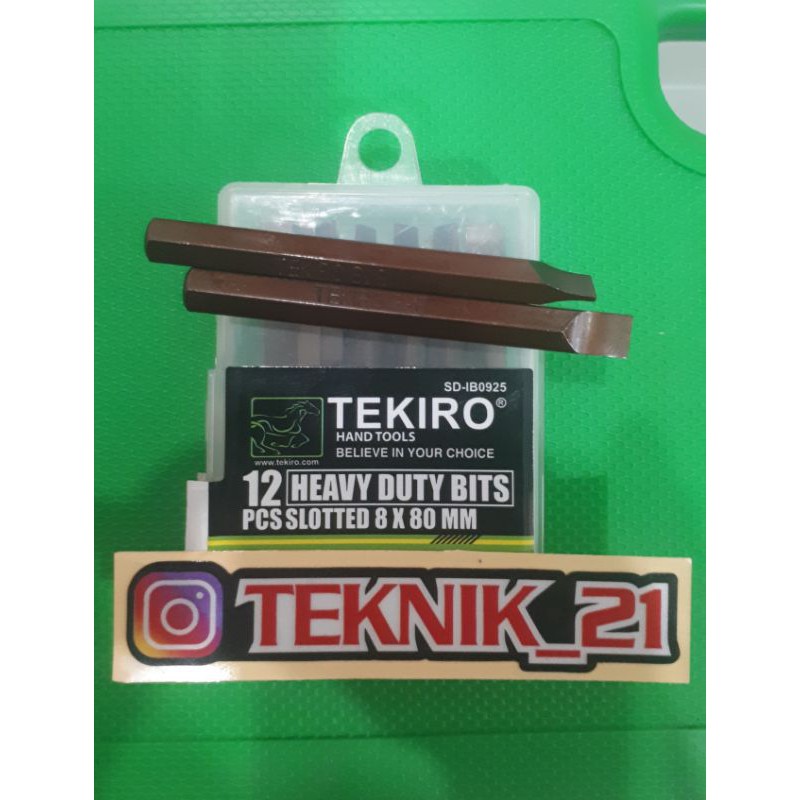 SD-IB0925
TEKIRO®
HAND TOOLS
BELIEVE IN YOUR CHOICE
www.tekiro.com
12 HEAVY DUTY BITS
PCS SLOTTED 8 X 80 MM
TEKNIK_21